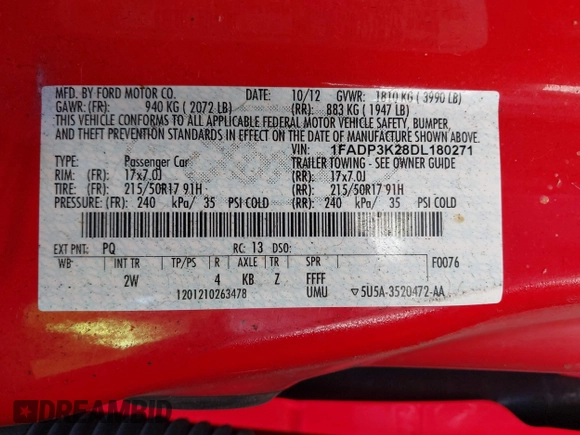 MFD. BY FORD MOTOR CO. DATE: 10/12 GVWR: 1810 KG ( 3990 LB)
GAWR: (FR): 940 KG ( 2072 LB) (RR): 883 KG ( 1947 LB)
THIS VEHICLE CONFORMS TO ALL APPLICABLE FEDERAL MOTOR VEHICLE SAFETY, BUMPER,
AND THEFT PREVENTION STANDARDS IN EFFECT ON THE DATE OF MANUFACTURE SHOWN ABOVE.
VIN: 1FADP3K28DL180271
TYPE: Passenger Car TRAILER TOWING - SEE OWNER GUIDE
RIM: (FR): 17x7.0J (RR): 17x7.0J
TIRE: (FR): 215/50R17 91H (RR): 215/50R17 91H
PRESSURE: (FR): 240 kPa/ 35 PSI COLD (RR): 240 kPa/ 35 PSI COLD
EXT PNT: PQ RC: 13 DSO: F0076
WB INT TR TP/PS R AXLE TR SPR
2W 4 KB Z FFFF
1201210263478 UMU ▽5U5A-3520472-AA
DREAMBID